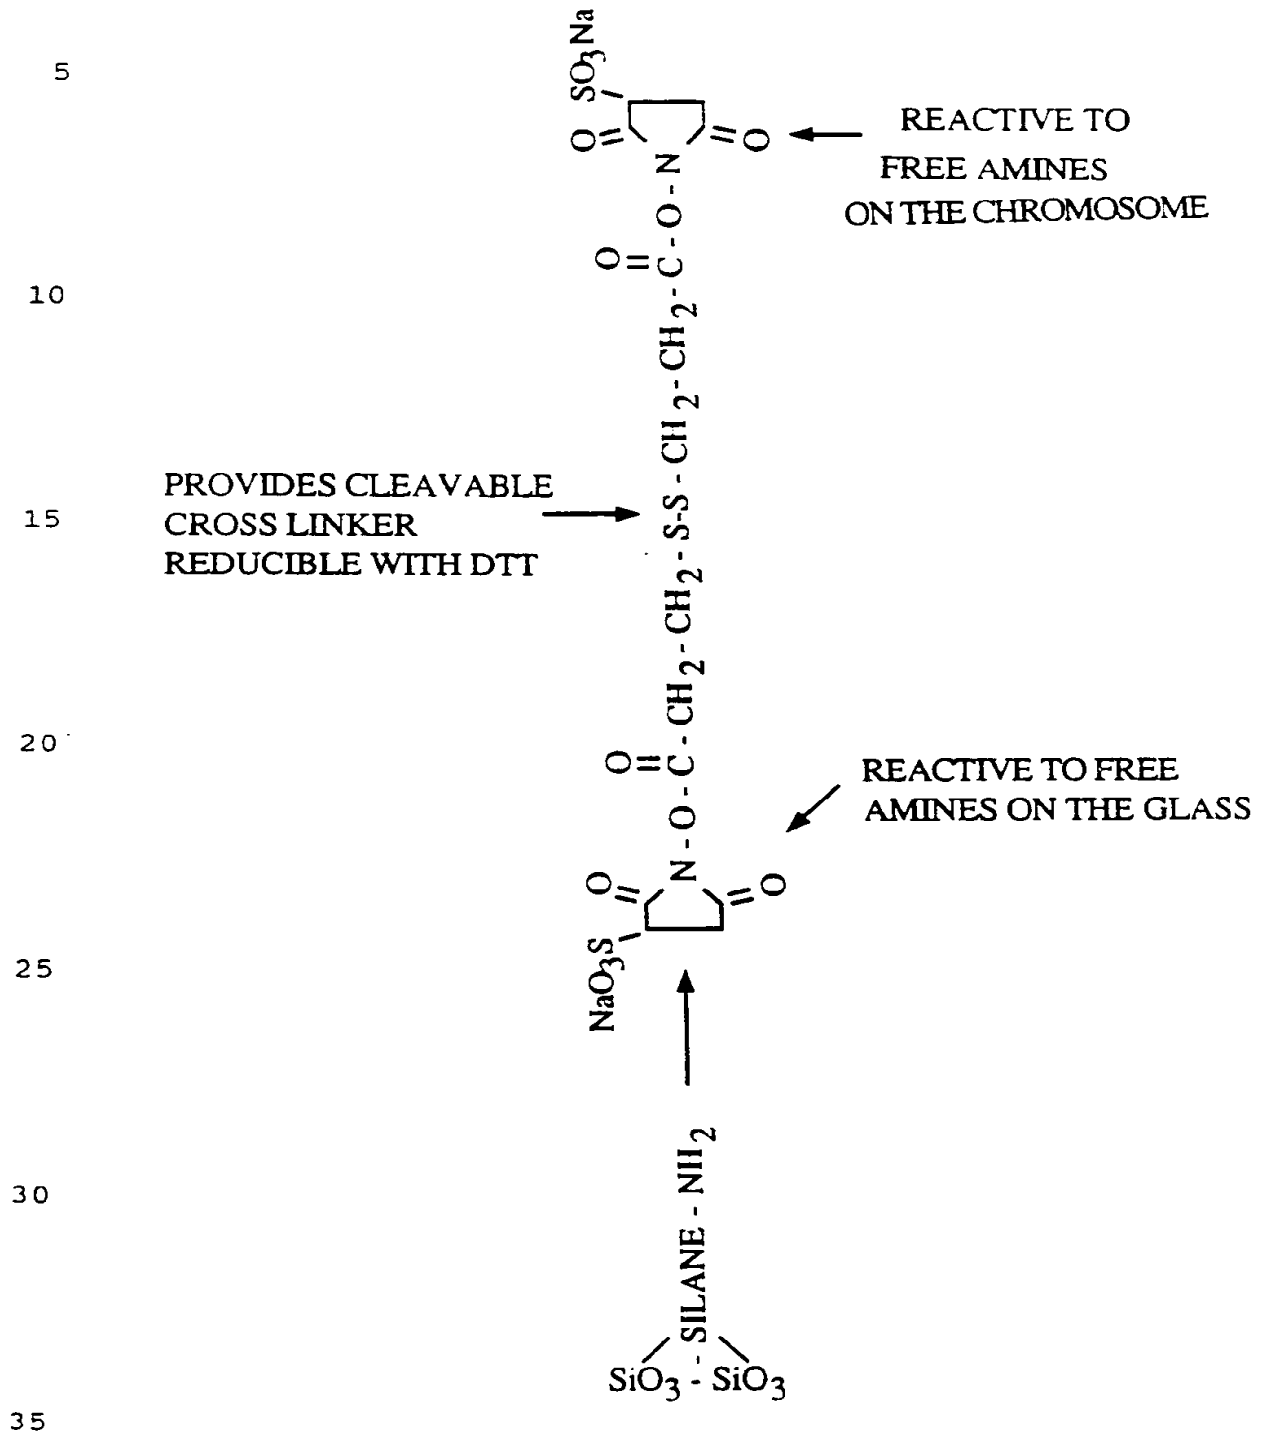 5
SO3Na
O = = O
N
REACTIVE TO
FREE AMINES
ON THE CHROMOSOME
O
O = C
10
CH2
CH2
PROVIDES CLEAVABLE
CROSS LINKER
REDUCIBLE WITH DTT
15
S-S
CH2
CH2
20
O = C
REACTIVE TO FREE
AMINES ON THE GLASS
O
N
O = = O
NaO3S
25
30
SILANE - NH2
SiO3 - SiO3
35